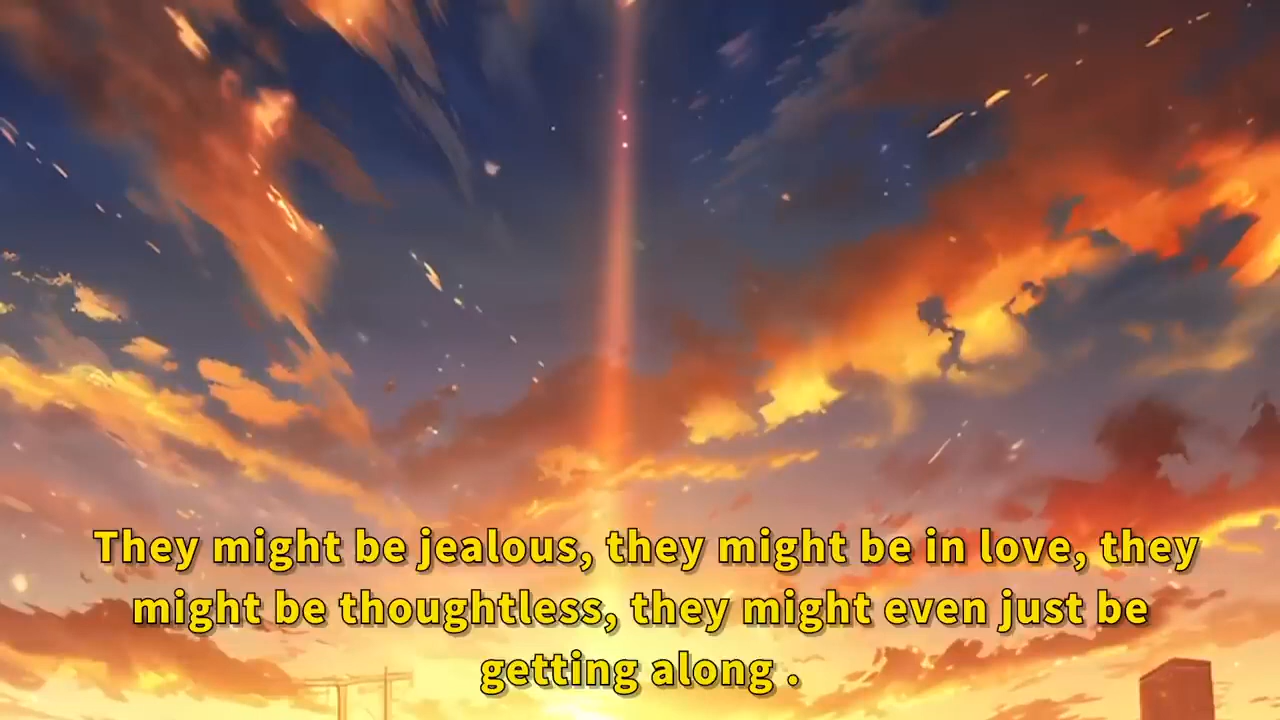 They might be jealous, they might be in love, they
might be thoughtless, they might even just be
getting along .